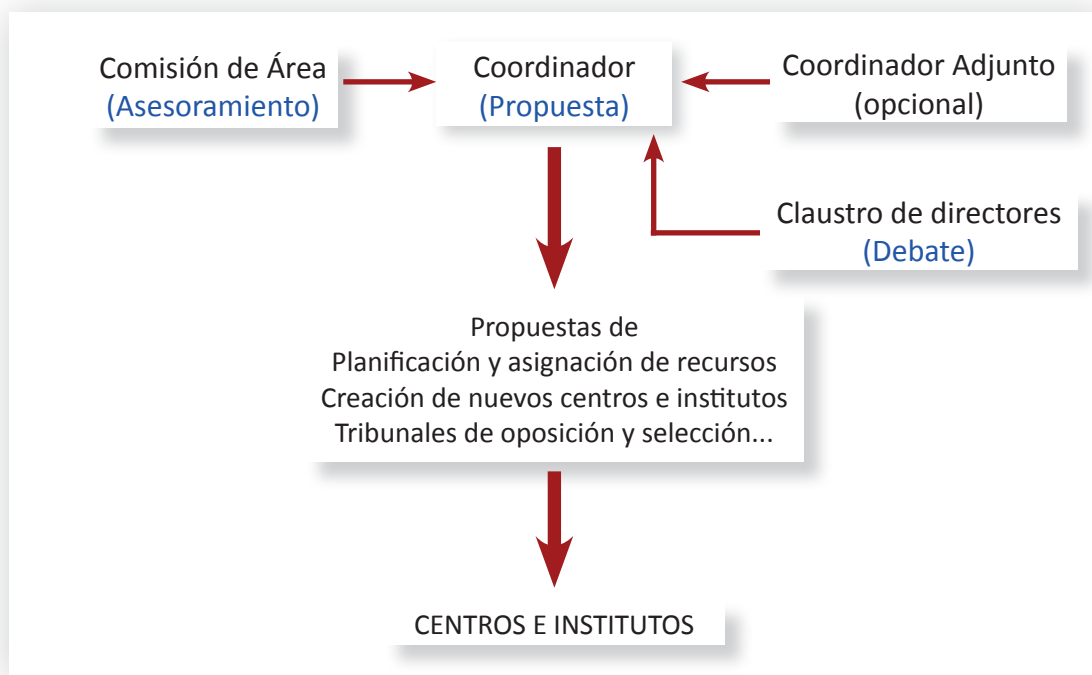 Comisión de Área
(Asesoramiento)
Coordinador
(Propuesta)
Coordinador Adjunto
(opcional)
Claustro de directores
(Debate)
Propuestas de
Planificación y asignación de recursos
Creación de nuevos centros e institutos
Tribunales de oposición y selección...
CENTROS E INSTITUTOS